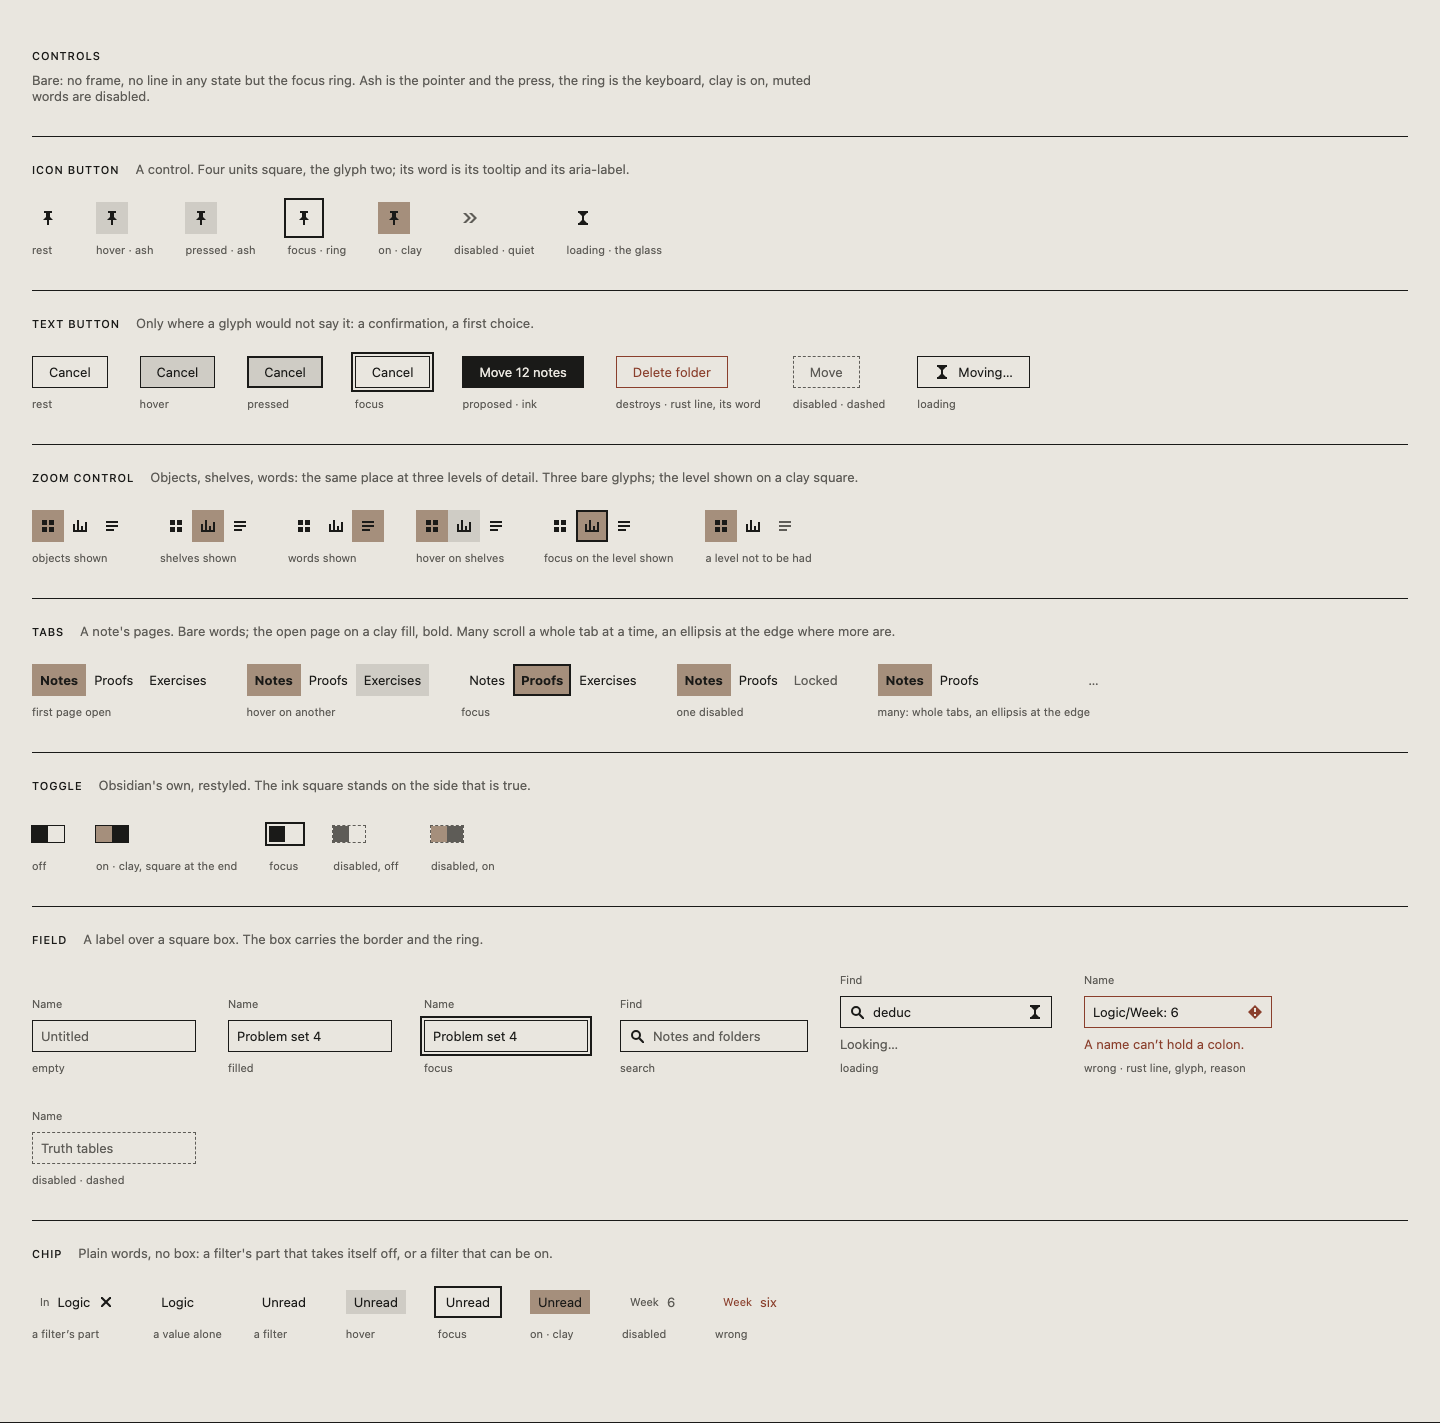 CONTROLS
Bare: no frame, no line in any state but the focus ring. Ash is the pointer and the press, the ring is the keyboard, clay is on, muted
words are disabled.
ICON BUTTON A control. Four units square, the glyph two; its word is its tooltip and its aria-label.
rest hover · ash pressed · ash focus · ring on · clay disabled · quiet loading · the glass
TEXT BUTTON Only where a glyph would not say it: a confirmation, a first choice.
Cancel Cancel Cancel Cancel Move 12 notes Delete folder Move Moving…
rest hover pressed focus proposed · ink destroys · rust line, its word disabled · dashed loading
ZOOM CONTROL Objects, shelves, words: the same place at three levels of detail. Three bare glyphs; the level shown on a clay square.
objects shown shelves shown words shown hover on shelves focus on the level shown a level not to be had
TABS A note's pages. Bare words; the open page on a clay fill, bold. Many scroll a whole tab at a time, an ellipsis at the edge where more are.
Notes Proofs Exercises Notes Proofs Exercises Notes Proofs Exercises Notes Proofs Locked Notes Proofs …
first page open hover on another focus one disabled many: whole tabs, an ellipsis at the edge
TOGGLE Obsidian's own, restyled. The ink square stands on the side that is true.
off on · clay, square at the end focus disabled, off disabled, on
FIELD A label over a square box. The box carries the border and the ring.
Find Name
Name Name Name Find
deduc Logic/Week: 6
Untitled Problem set 4 Problem set 4 Notes and folders
Looking… A name can’t hold a colon.
empty filled focus search loading wrong · rust line, glyph, reason
Name
Truth tables
disabled · dashed
CHIP Plain words, no box: a filter's part that takes itself off, or a filter that can be on.
In Logic Logic Unread Unread Unread Unread Week 6 Week six
a filter’s part a value alone a filter hover focus on · clay disabled wrong